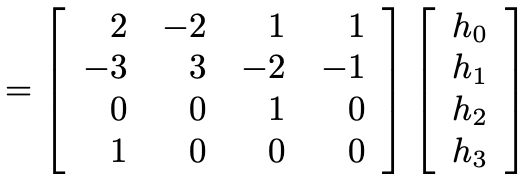 = [ 2 −2 1 1 ] [ h₀ ]
[ −3 3 −2 −1 ] [ h₁ ]
[ 0 0 1 0 ] [ h₂ ]
[ 1 0 0 0 ] [ h₃ ]